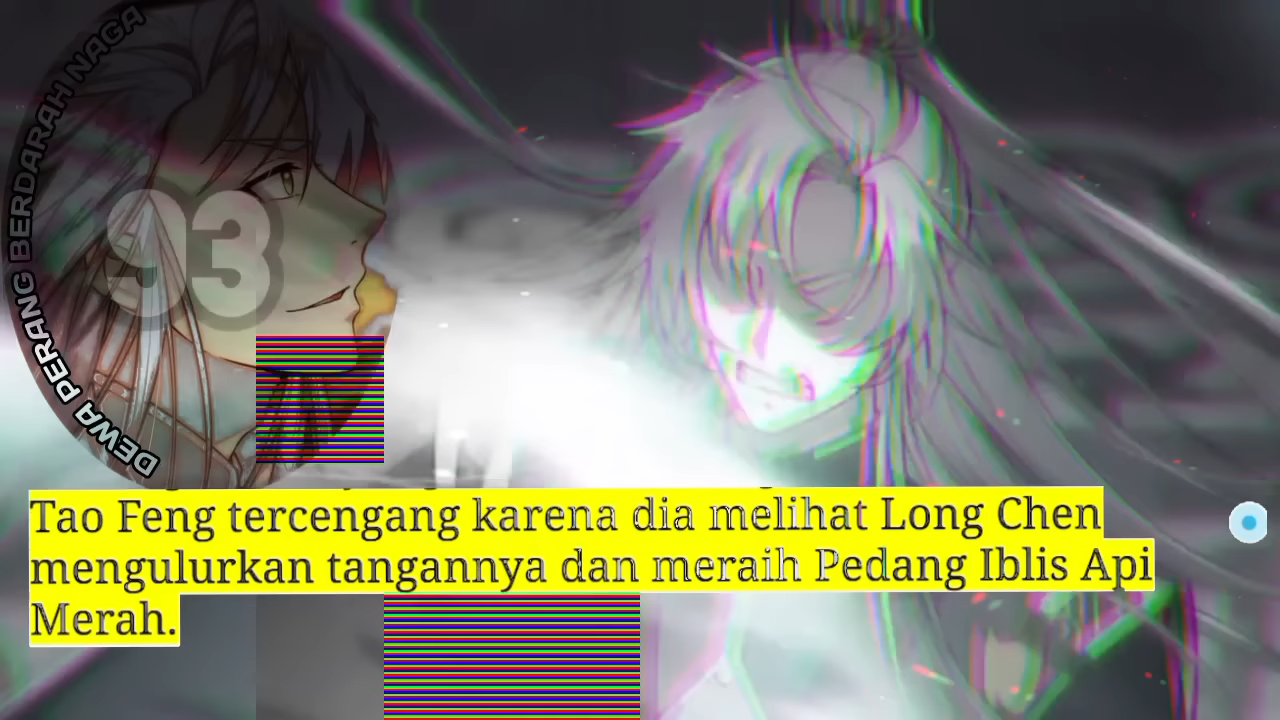 DEWA PERANG BERDARAH NAGA
93
Tao Feng tercengang karena dia melihat Long Chen
mengulurkan tangannya dan meraih Pedang Iblis Api
Merah.